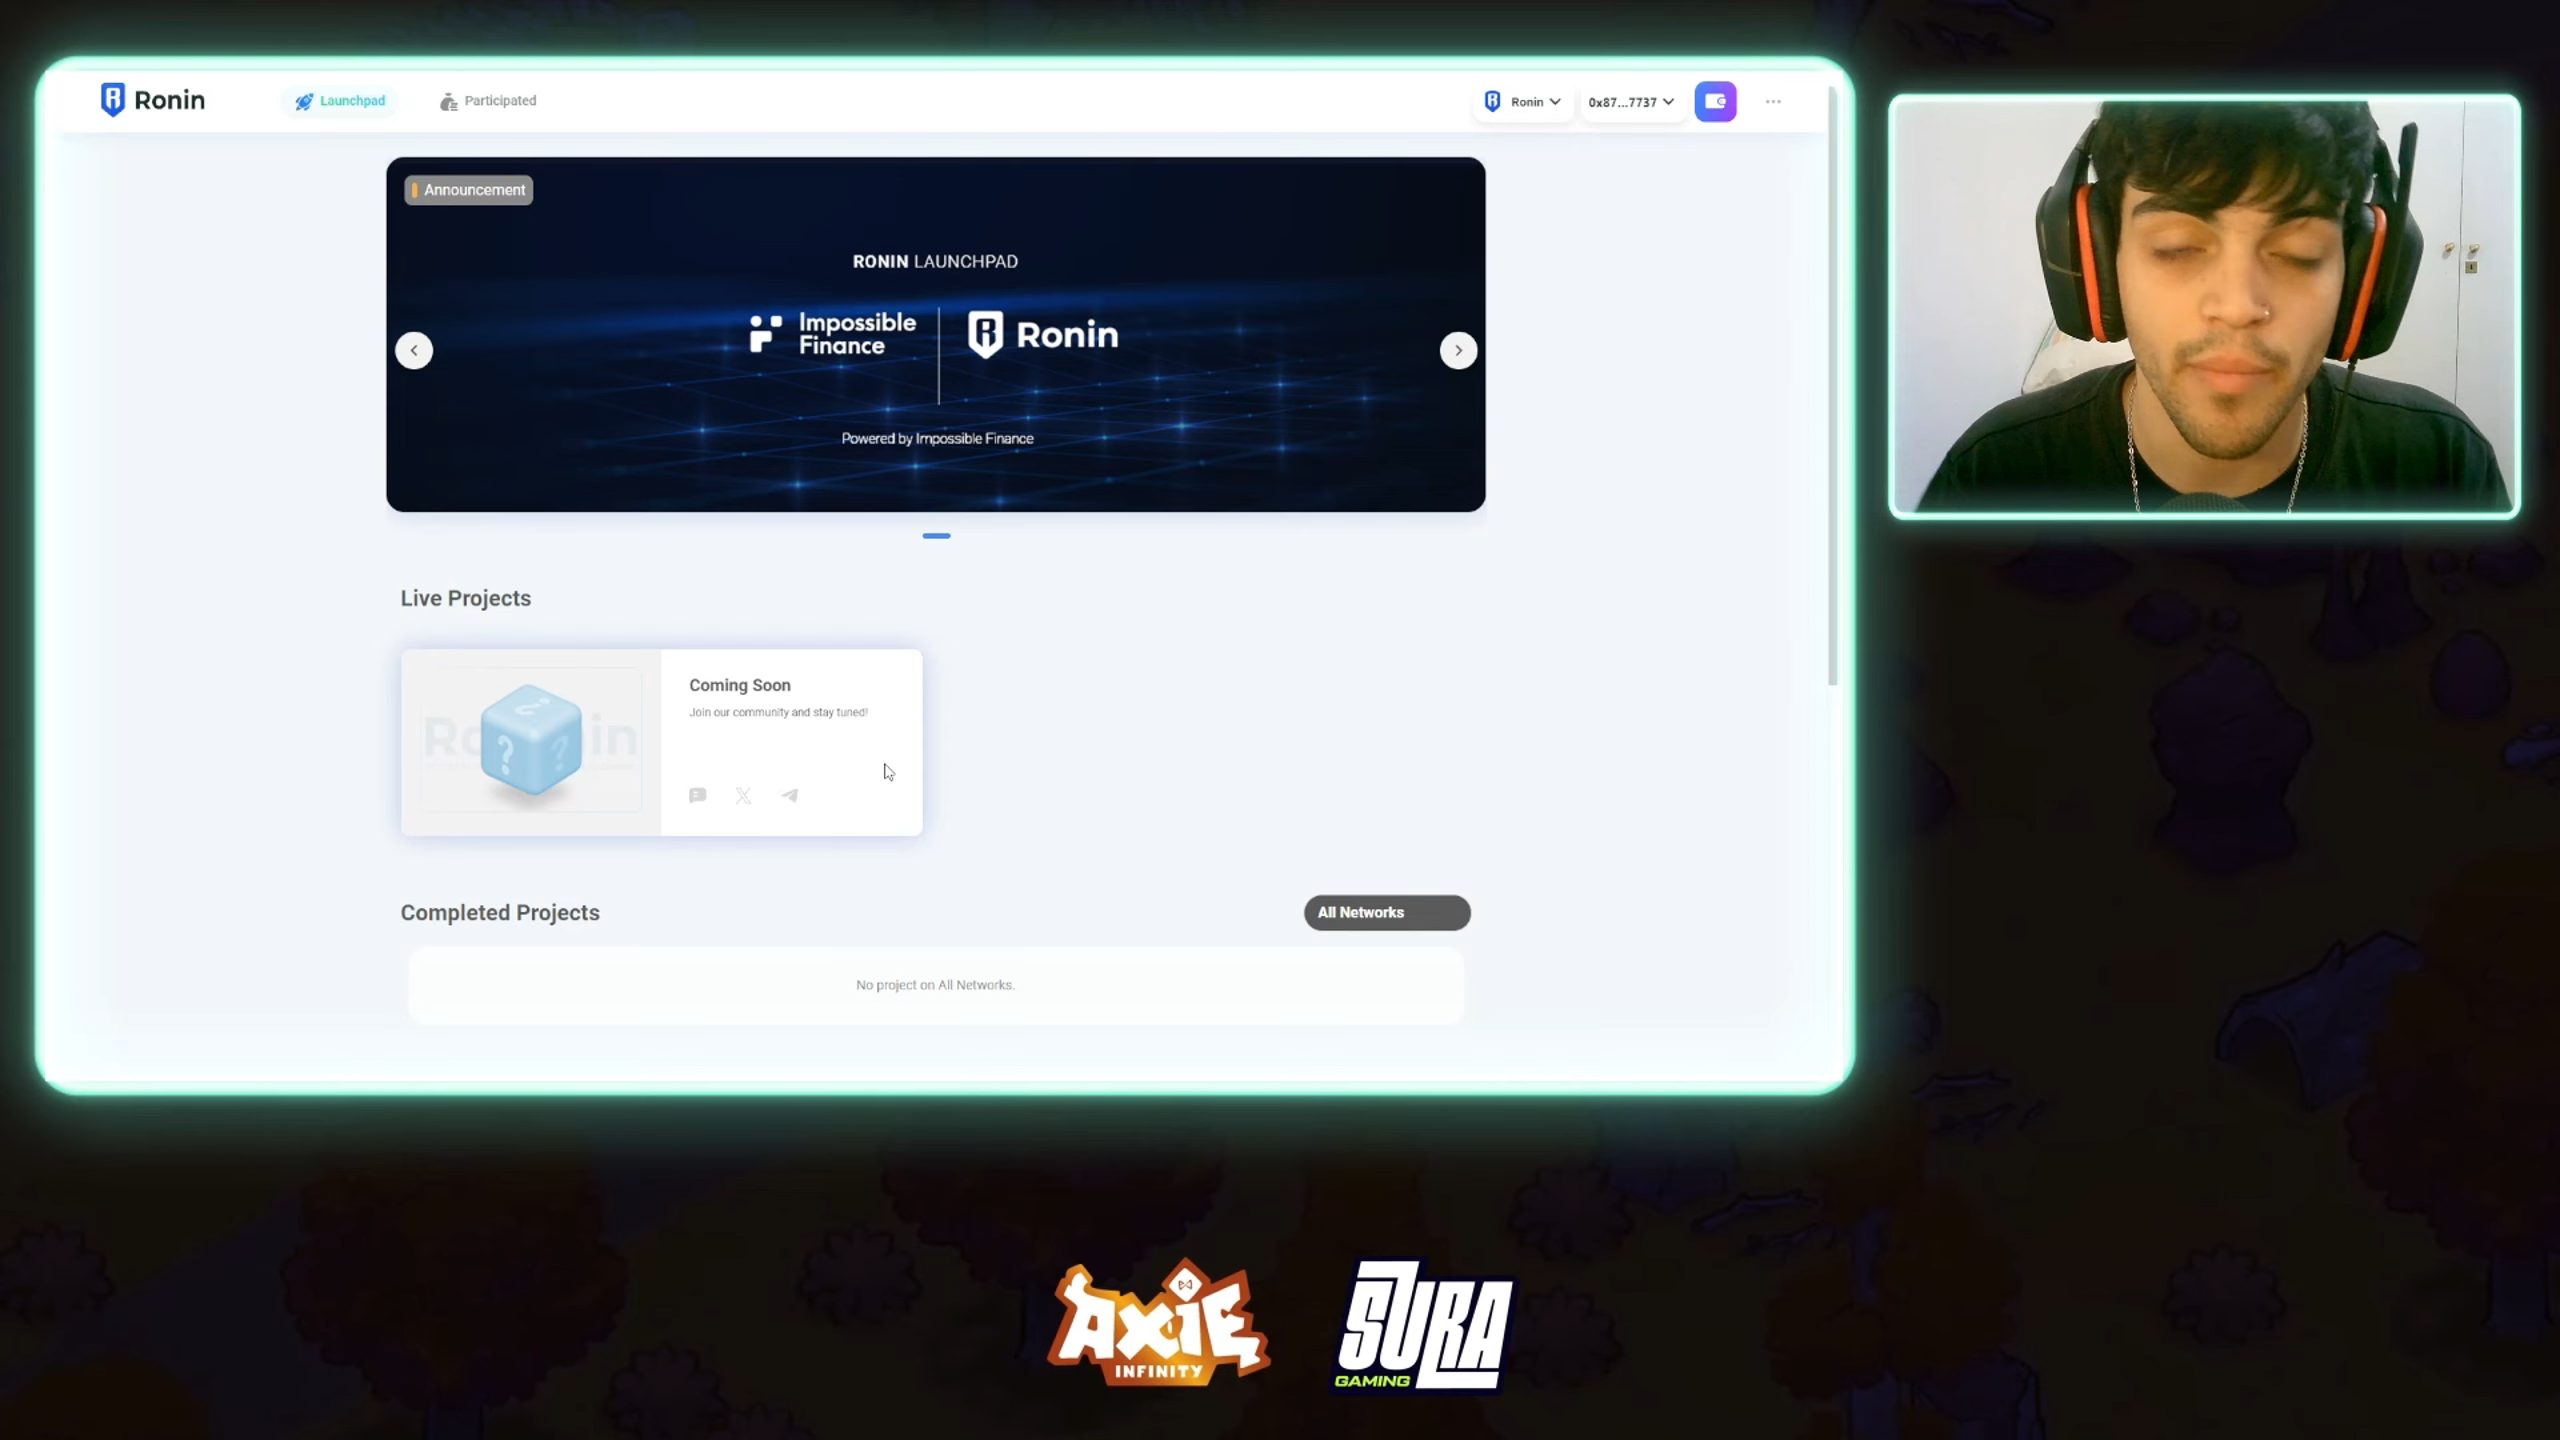 Ronin
Launchpad
Participated
Ronin
0x87...7737
Announcement
RONIN LAUNCHPAD
Impossible
Finance
Ronin
Powered by Impossible Finance
Live Projects
Ronin
?
?
?
Coming Soon
Join our community and stay tuned!
Completed Projects
All Networks
No project on All Networks.
AXIE
INFINITY
SURA
GAMING